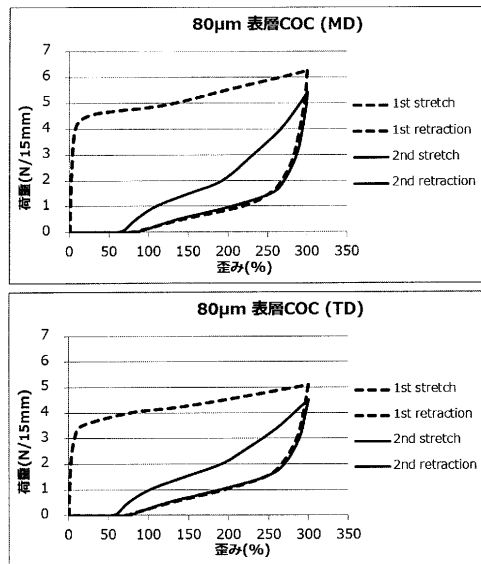 80μm 表層COC (MD)
7
6
5
4
3
2
1
0
荷重(N/15mm)
0 50 100 150 200 250 300 350
歪み(%)
1st stretch
1st retraction
2nd stretch
2nd retraction
80μm 表層COC (TD)
7
6
5
4
3
2
1
0
荷重(N/15mm)
0 50 100 150 200 250 300 350
歪み(%)
1st stretch
1st retraction
2nd stretch
2nd retraction